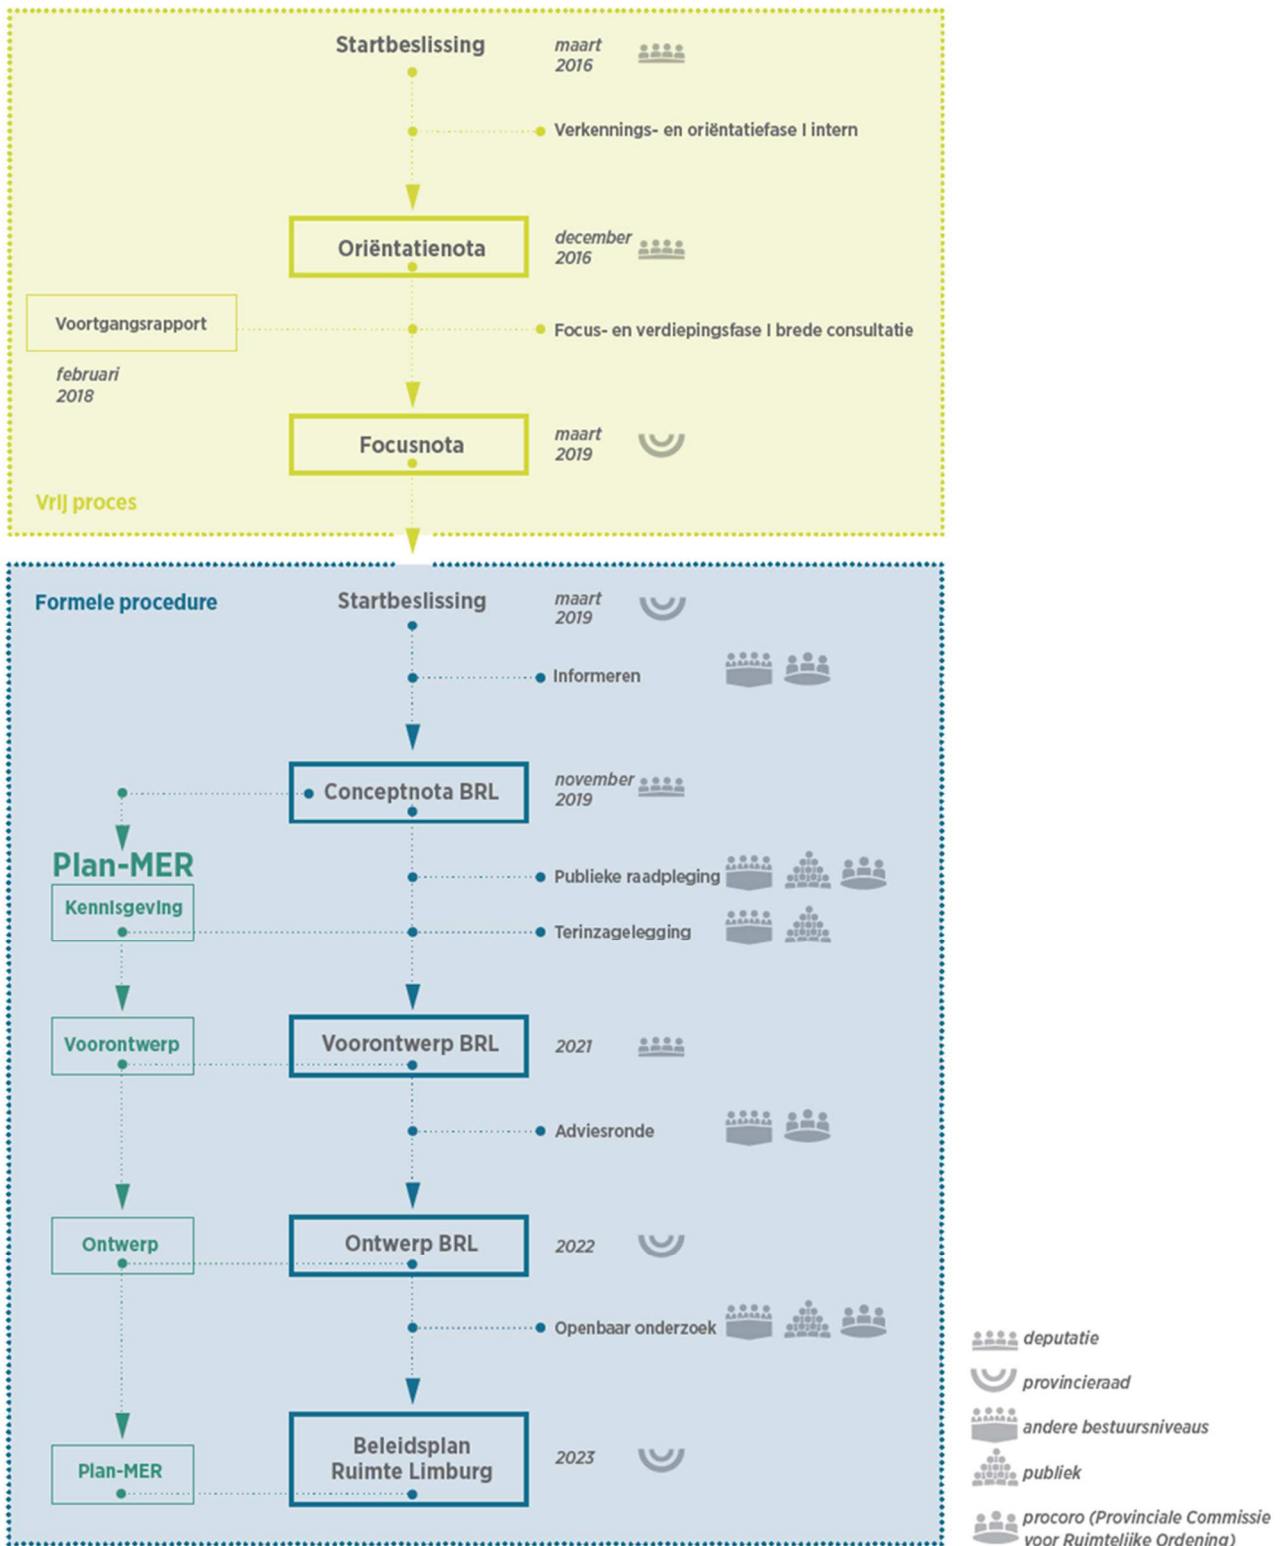 Startbeslissing
maart
2016
Verkennings- en oriëntatiefase I intern
Oriëntatienota
december
2016
Voortgangsrapport
februari
2018
Focus- en verdiepingsfase I brede consultatie
Focusnota
maart
2019
Vrij proces
Formele procedure
Startbeslissing
maart
2019
Informeren
Conceptnota BRL
november
2019
Plan-MER
Kennisgeving
Publieke raadpleging
Terinzagelegging
Voorontwerp
Voorontwerp BRL
2021
Adviesronde
Ontwerp
Ontwerp BRL
2022
Openbaar onderzoek
Plan-MER
Beleidsplan
Ruimte Limburg
2023
deputatie
provincieraad
andere bestuursniveaus
publiek
procoro (Provinciale Commissie
voor Ruimtelijke Ordening)